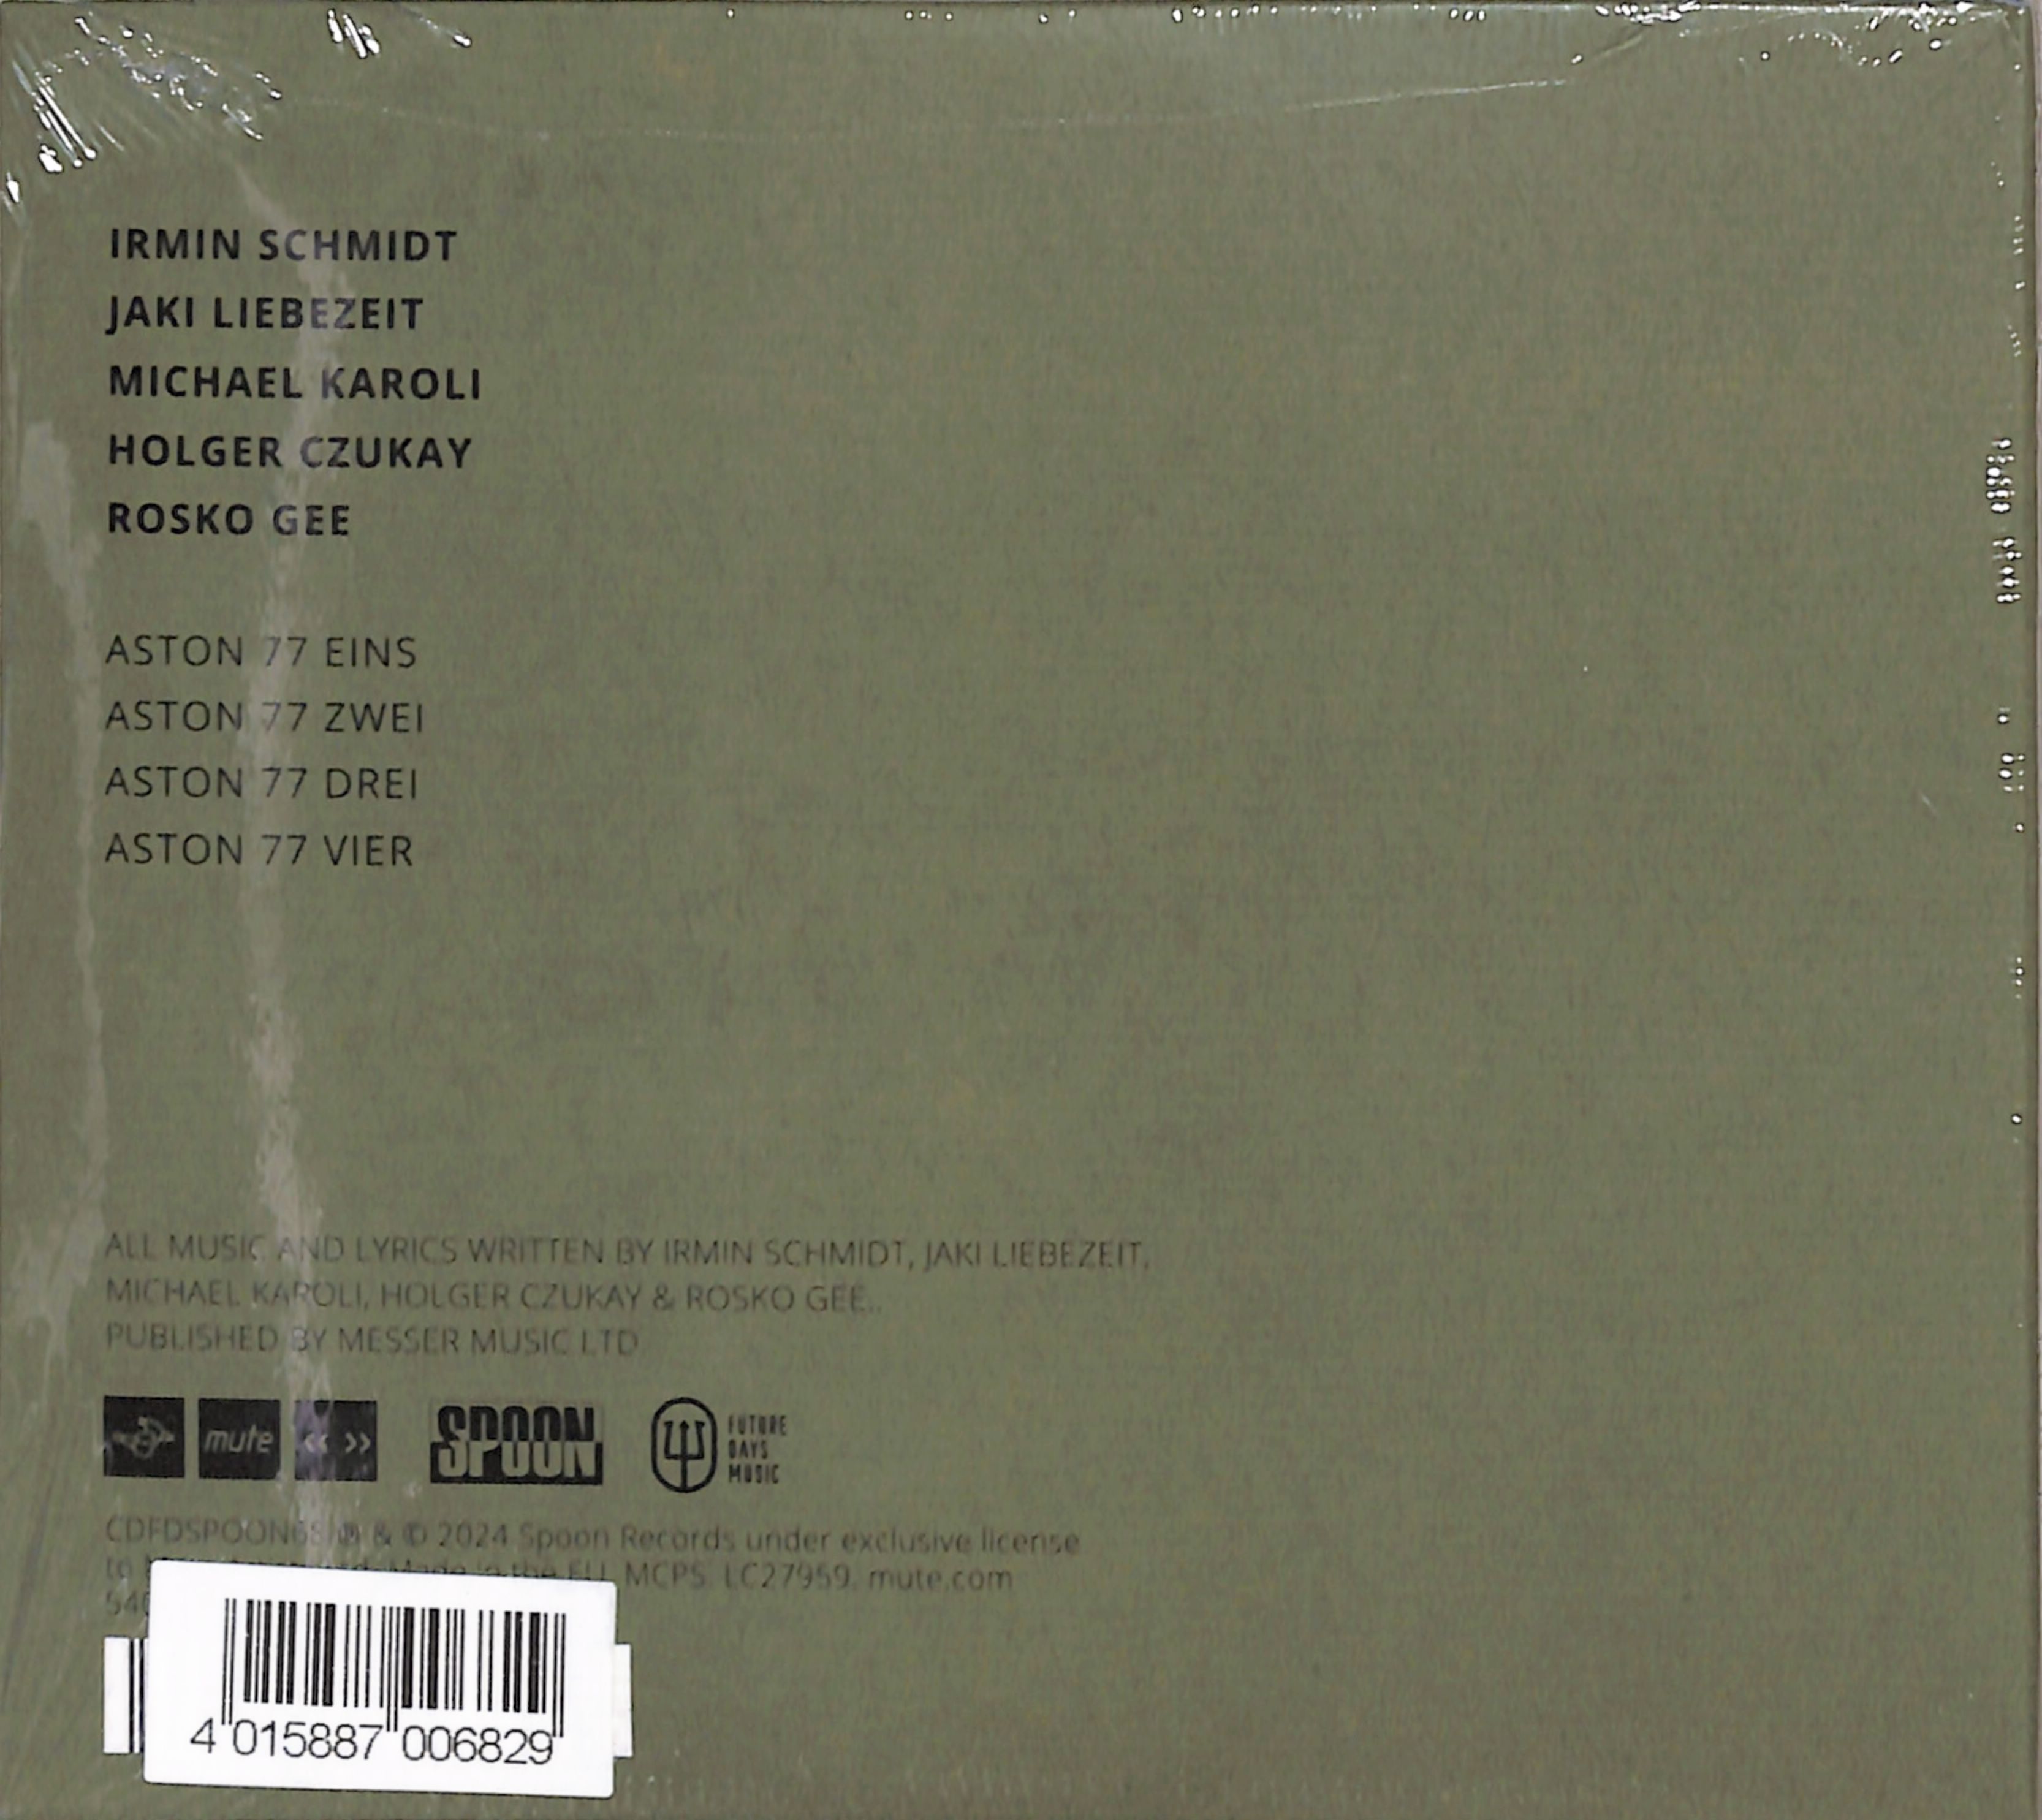 IRMIN SCHMIDT
JAKI LIEBEZEIT
MICHAEL KAROLI
HOLGER CZUKAY
ROSKO GEE
ASTON 77 EINS
ASTON 77 ZWEI
ASTON 77 DREI
ASTON 77 VIER
ALL MUSIC AND LYRICS WRITTEN BY IRMIN SCHMIDT, JAKI LIEBEZEIT,
MICHAEL KAROLI, HOLGER CZUKAY & ROSKO GEE..
PUBLISHED BY MESSER MUSIC LTD
mute << >> SPOON
FUTURE
DAYS
MUSIC
℗ & © 2024 Spoon Records under exclusive license
to Made in the EU. MCPS. LC27959. mute.com
4 015887 006829